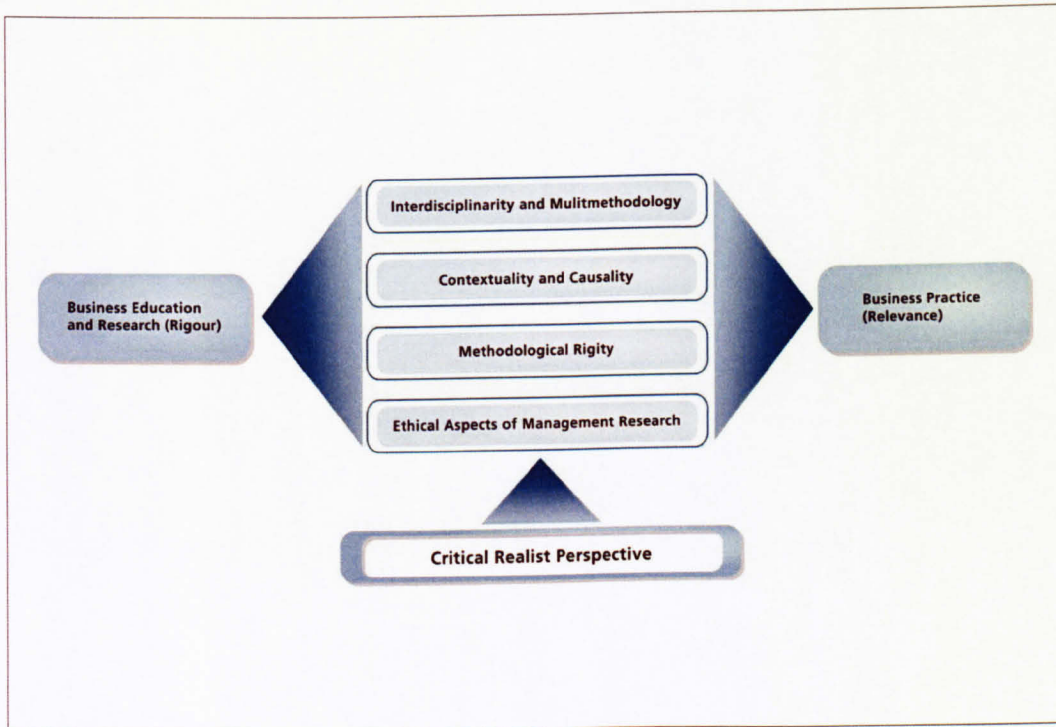 Interdisciplinarity and Mulitmethodology
Contextuality and Causality
Business Education
and Research (Rigour)
Business Practice
(Relevance)
Methodological Rigity
Ethical Aspects of Management Research
Critical Realist Perspective